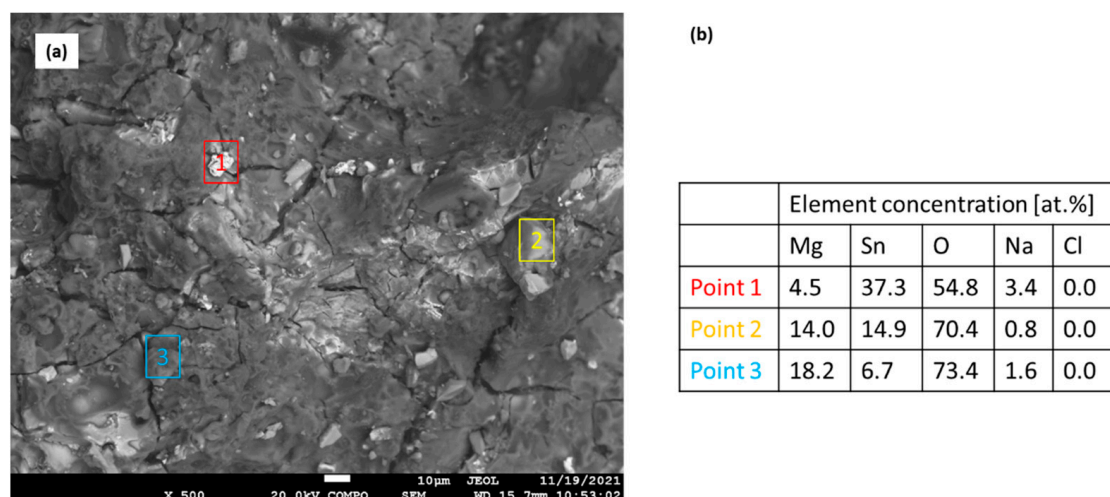 (a)
1
2
3
10μm JEOL 11/19/2021
X 500 20.0kV COMPO SEM WD 15.7mm 10:53:02
(b)
Element concentration [at.%]
Mg Sn O Na Cl
Point 1 4.5 37.3 54.8 3.4 0.0
Point 2 14.0 14.9 70.4 0.8 0.0
Point 3 18.2 6.7 73.4 1.6 0.0